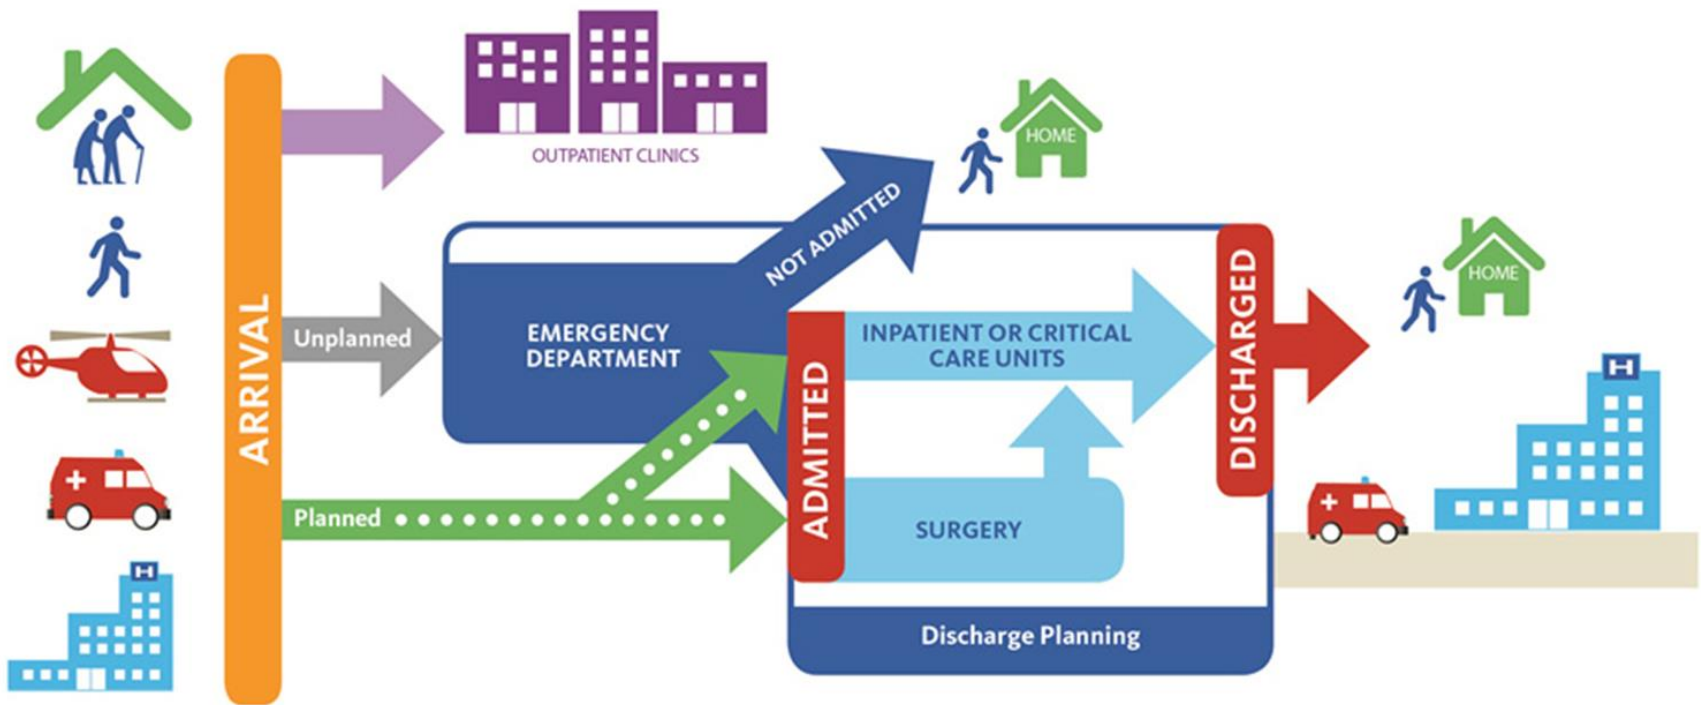 OUTPATIENT CLINICS
HOME
NOT ADMITTED
HOME
ARRIVAL
Unplanned
EMERGENCY
DEPARTMENT
ADMITTED
INPATIENT OR CRITICAL
CARE UNITS
DISCHARGED
H
Planned
SURGERY
H
Discharge Planning